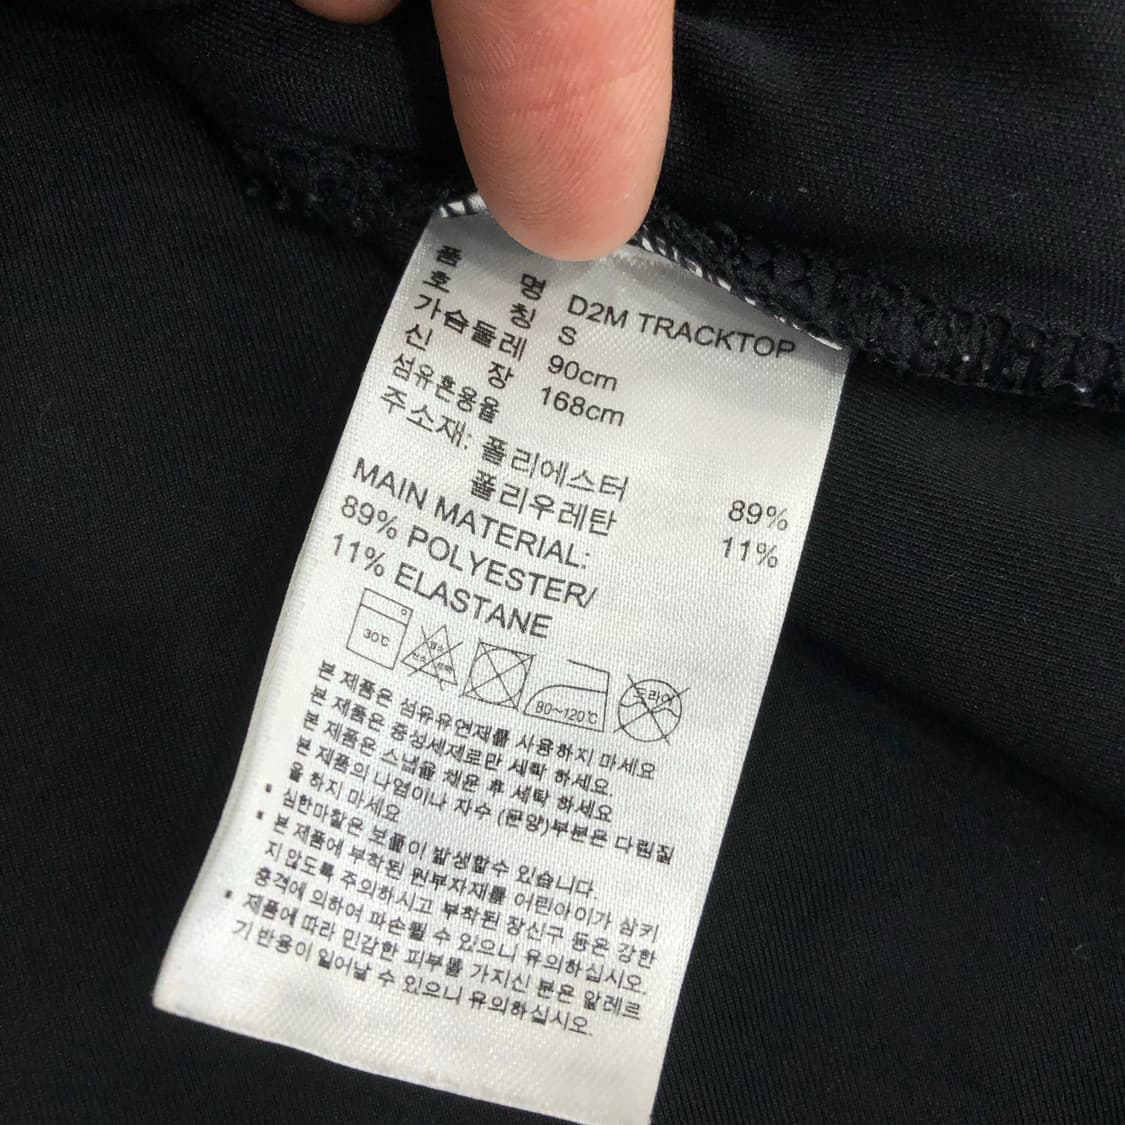 품 명 D2M TRACKTOP
호 칭 S
가슴둘레 90cm
신 장 168cm
섬유혼용율
주소재: 폴리에스터 89%
폴리우레탄 11%
MAIN MATERIAL:
89% POLYESTER/
11% ELASTANE
30℃
80~120℃
드라이
본 제품은 섬유유연제를 사용하지 마세요
본 제품은 중성세제로만 세탁 하세요
본 제품은 스냅을 채운 후 세탁 하세요
본 제품의 나염이나 자수 (문양)부분은 다림질
을 하지 마세요
• 심한마찰은 보풀이 발생할수 있습니다.
• 본 제품에 부착된 원부자재를 어린아이가 삼키
지 않도록 주의하시고 부착된 장신구 등은 강한
충격에 의하여 파손될 수 있으니 유의하십시오.
• 제품에 따라 민감한 피부를 가지신 분은 알레르
기 반응이 일어날 수 있으니 유의하십시오.